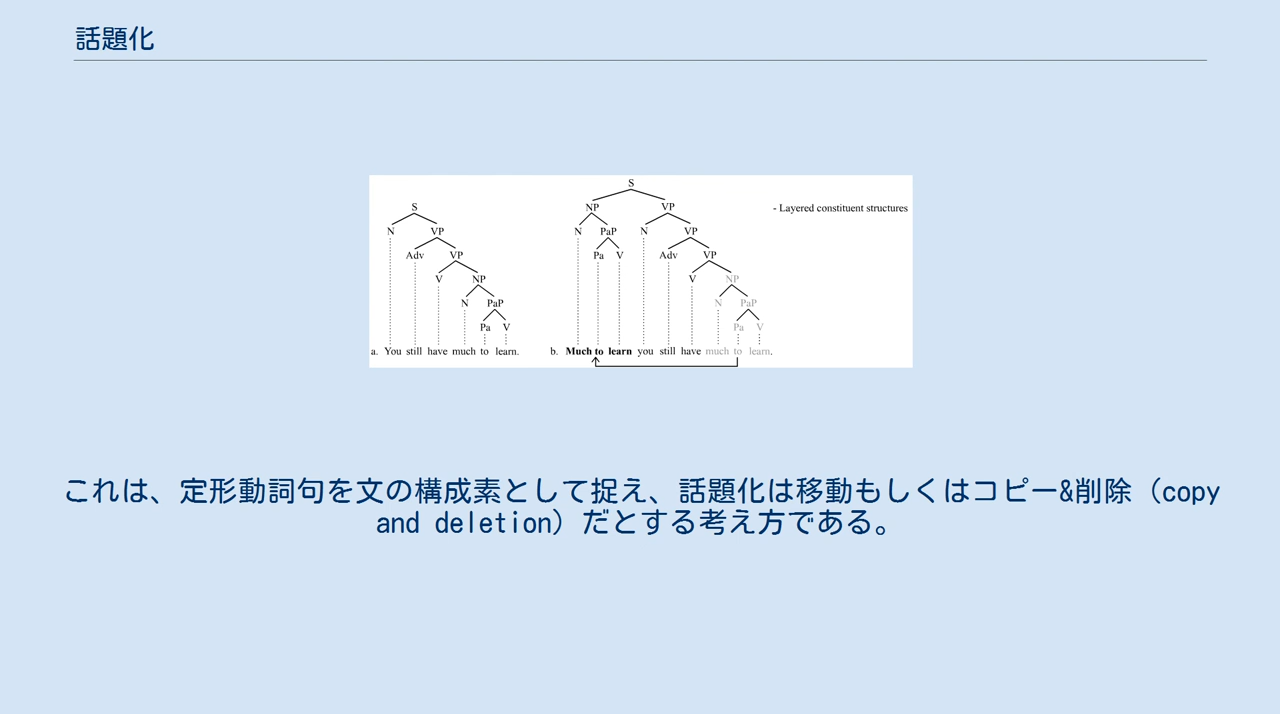 話題化
S
S
NP VP - Layered constituent structures
N VP N PaP N VP
Adv VP Pa V Adv VP
V NP V NP
N PaP N PaP
Pa V Pa V
a. You still have much to learn. b. Much to learn you still have much to learn.
これは、定形動詞句を文の構成素として捉え、話題化は移動もしくはコピー&削除（copy
and deletion）だとする考え方である。